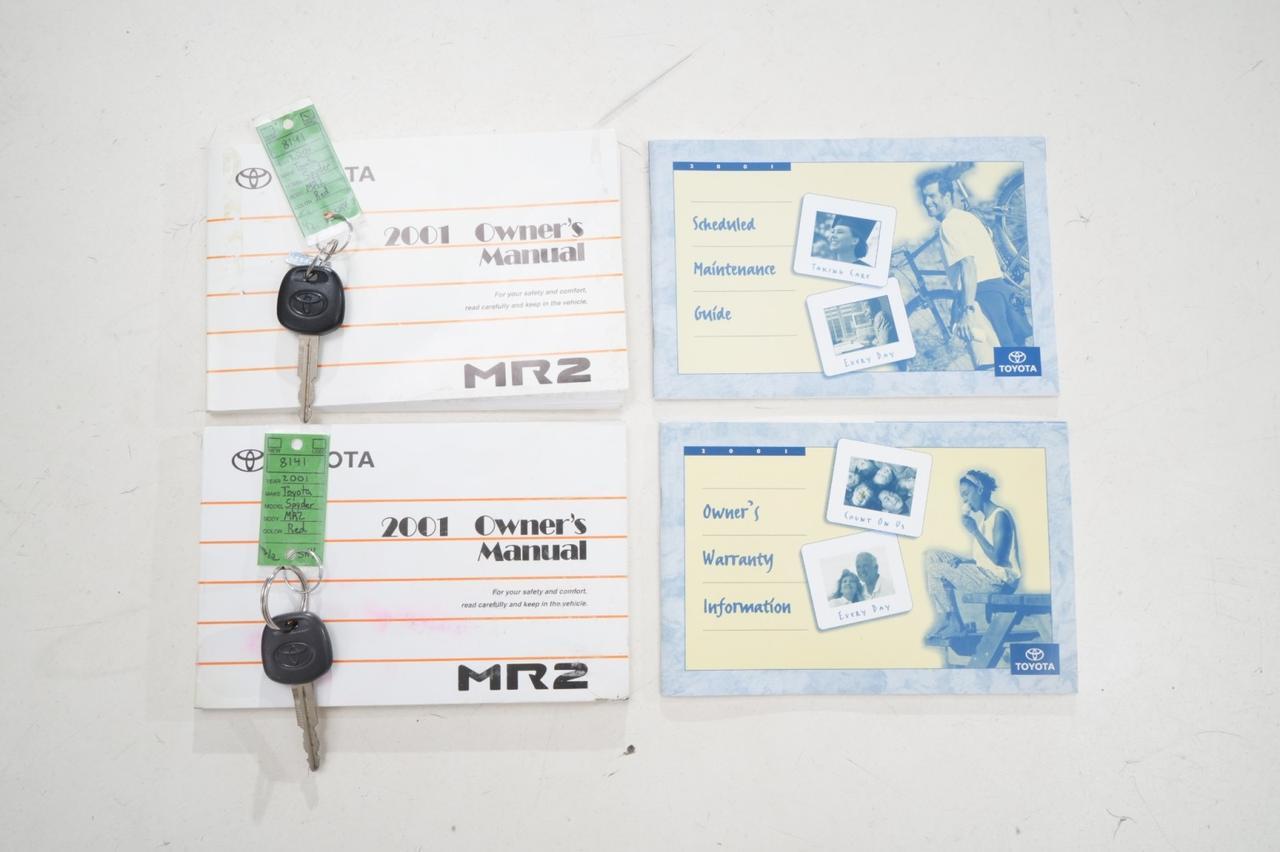 8141
Spyder
MR2
Red
TOYOTA
2001 Owner's
Manual
For your safety and comfort,
read carefully and keep in the vehicle.
MR2
2001
Scheduled
Maintenance
Guide
TAKING CARE
EVERY DAY
TOYOTA
8141
YEAR 2001
MAKE Toyota
MODEL Spyder
BODY MR2
COLOR Red
TOYOTA
2001 Owner's
Manual
For your safety and comfort,
read carefully and keep in the vehicle.
MR2
2001
Owner's
Warranty
Information
COUNT ON US
EVERY DAY
TOYOTA